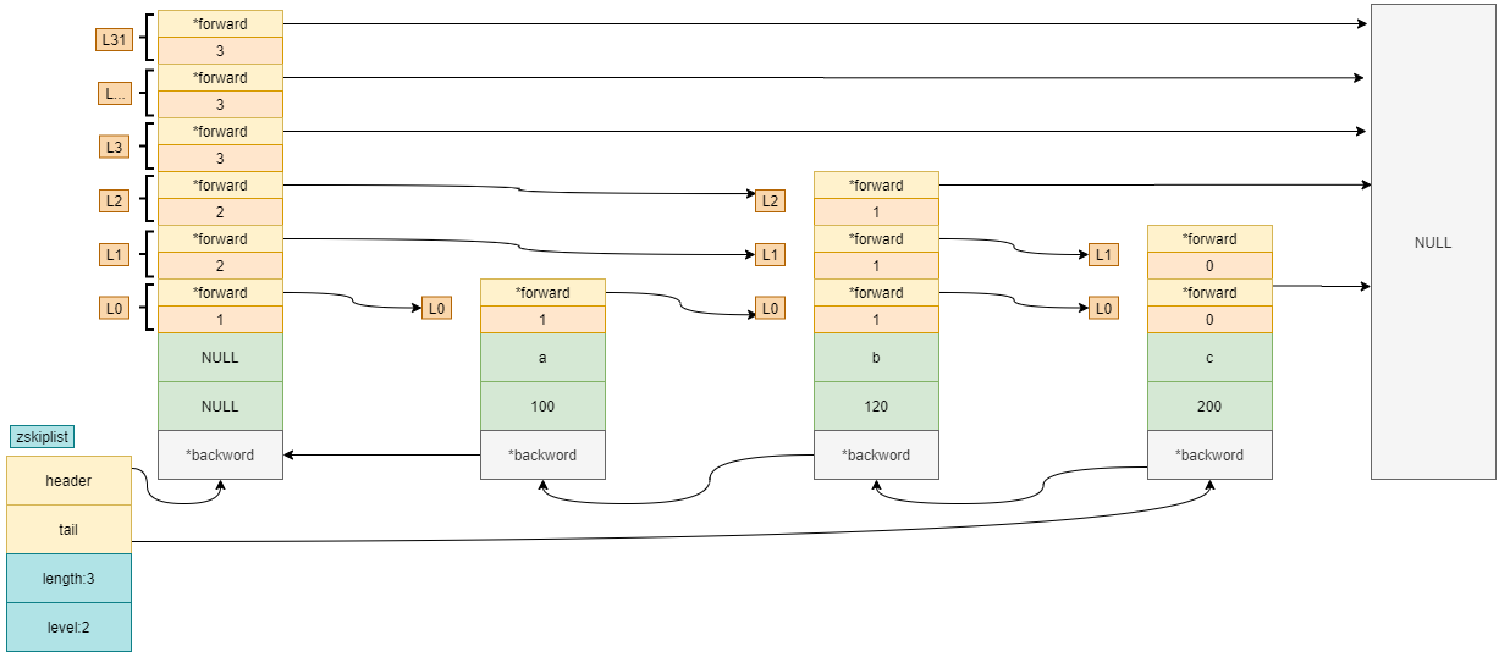 L31
*forward
3
L...
*forward
3
L3
*forward
3
L2
*forward
2
L2
*forward
1
L1
*forward
2
L1
*forward
1
L1
*forward
0
L0
*forward
1
L0
*forward
1
L0
*forward
1
L0
*forward
0
NULL
NULL
NULL
*backword
a
100
*backword
b
120
*backword
c
200
*backword
zskiplist
header
tail
length:3
level:2